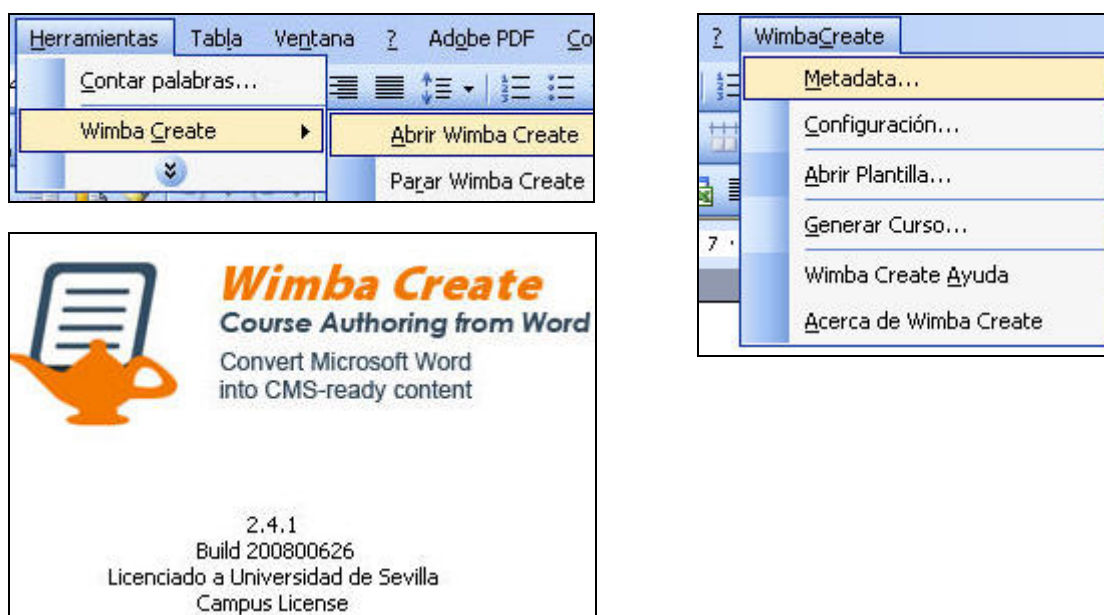 Herramientas Tabla Ventana ? Adobe PDF Co
Contar palabras...
Wimba Create
Abrir Wimba Create
Parar Wimba Create
Wimba Create
Course Authoring from Word
Convert Microsoft Word
into CMS-ready content
2.4.1
Build 200800626
Licenciado a Universidad de Sevilla
Campus License
? WimbaCreate
Metadata...
Configuración...
Abrir Plantilla...
Generar Curso...
7
Wimba Create Ayuda
Acerca de Wimba Create